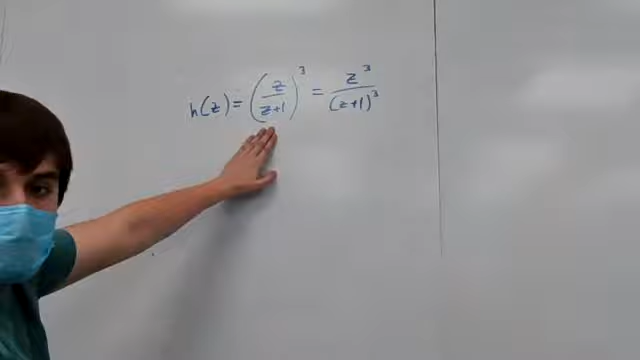 h(z) = (z/(z+1))^3 = z^3/(z+1)^3